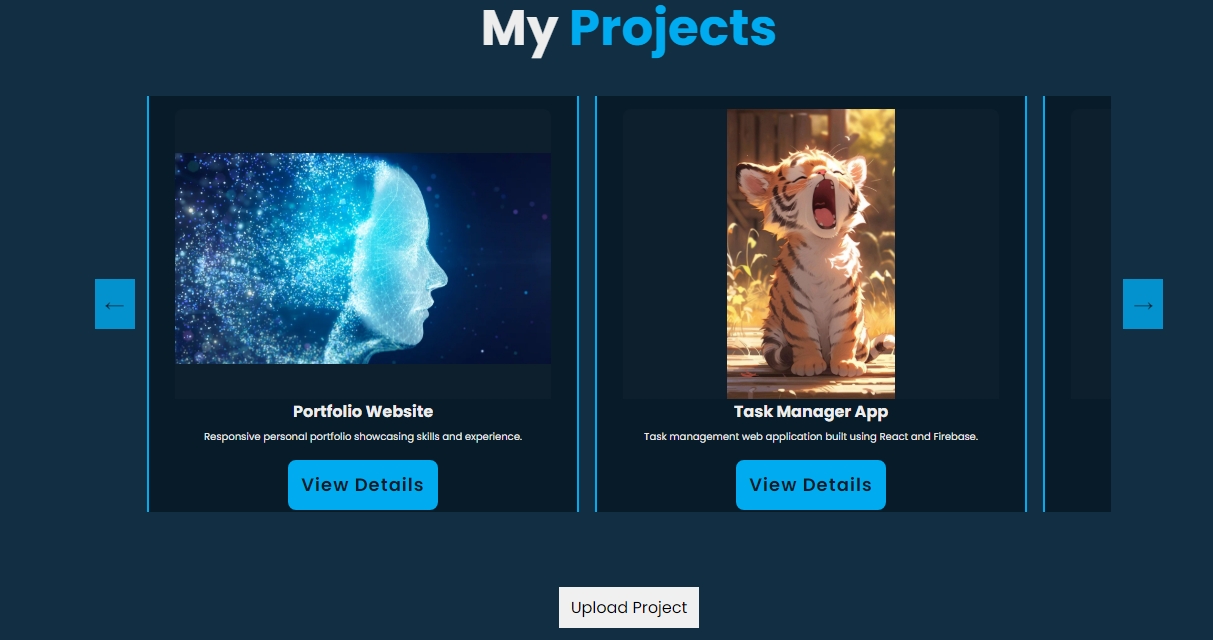 My Projects
←
→
Portfolio Website
Responsive personal portfolio showcasing skills and experience.
View Details
Task Manager App
Task management web application built using React and Firebase.
View Details
Upload Project